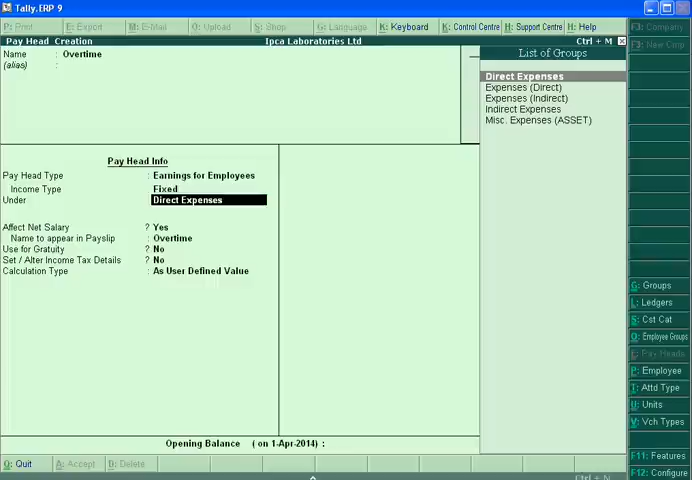 Tally.ERP 9
P: Print E: Export M: E-Mail O: Upload S: Shop G: Language K: Keyboard K: Control Centre H: Support Centre H: Help F3: Company
Pay Head Creation Ipca Laboratories Ltd Ctrl + M F3: New Cmp
Name : Overtime List of Groups
(alias) :
Direct Expenses
Expenses (Direct)
Expenses (Indirect)
Indirect Expenses
Misc. Expenses (ASSET)
Pay Head Info
Pay Head Type : Earnings for Employees
Income Type Fixed
Under Direct Expenses
Affect Net Salary ? Yes
Name to appear in Payslip : Overtime
Use for Gratuity ? No
Set / Alter Income Tax Details ? No
Calculation Type : As User Defined Value
G: Groups
L: Ledgers
S: Cst Cat
O: Employee Groups
E: Pay Heads
P: Employee
T: Attd Type
U: Units
V: Vch Types
Opening Balance ( on 1-Apr-2014) :
F11: Features
Q: Quit A: Accept D: Delete
F12: Configure
Ctrl + N